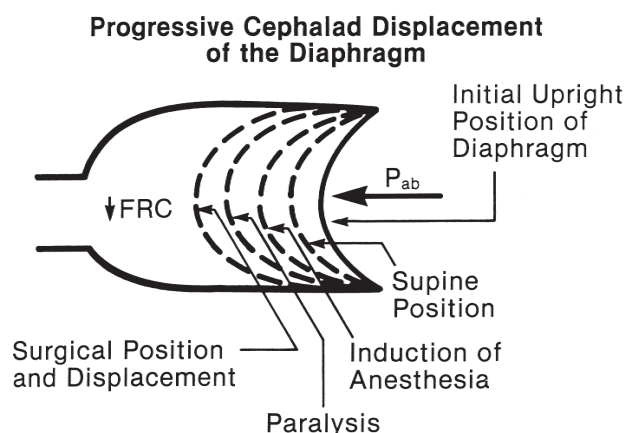 Progressive Cephalad Displacement
of the Diaphragm
Initial Upright
Position of
Diaphragm
Pab
↓FRC
Supine
Position
Surgical Position
and Displacement
Induction of
Anesthesia
Paralysis